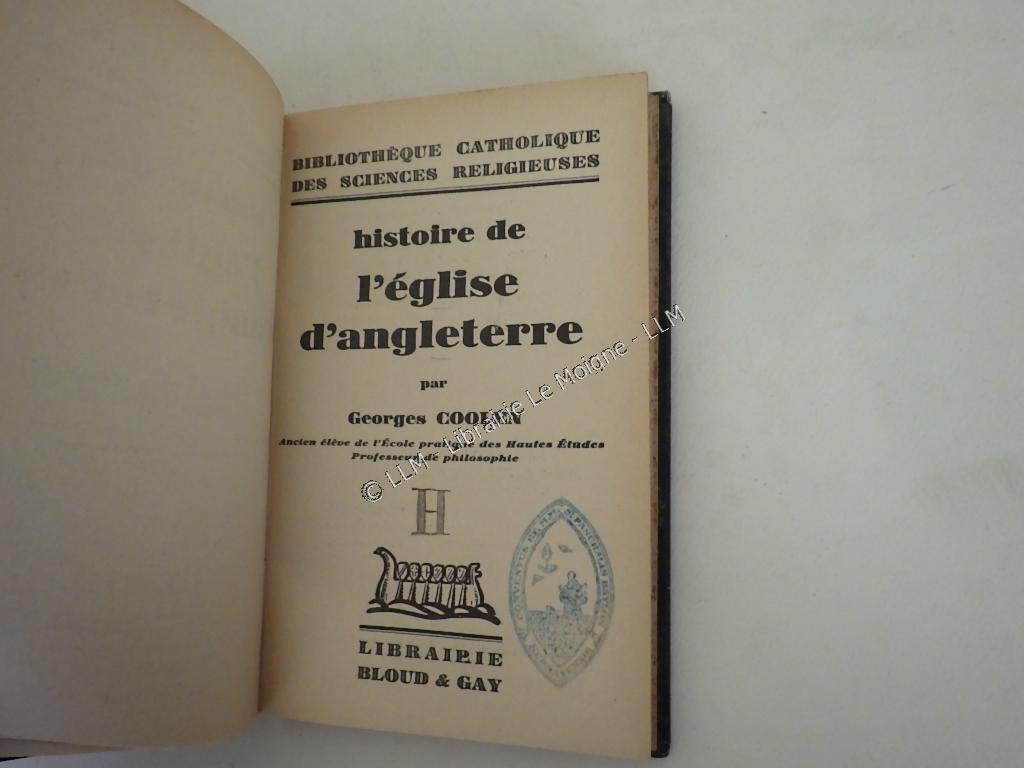 BIBLIOTHÈQUE CATHOLIQUE
DES SCIENCES RELIGIEUSES
histoire de
l'église
d'angleterre
par
Georges COOLEN
Ancien élève de l'École pratique des Hautes Études
Professeur de philosophie
H
LIBRAIRIE
BLOUD & GAY
© LLM - Librairie Le Moigne - LLM
CONVENTUS